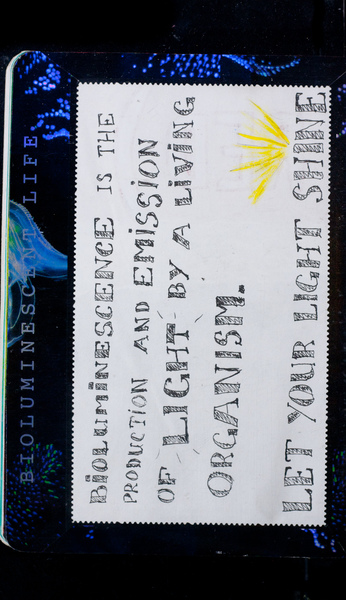 BIOLUMINESCENT LIFE
BIOLUMINESCENCE IS THE
PRODUCTION AND EMISSION
OF LIGHT BY A LIVING
ORGANISM.
LET YOUR LIGHT SHINE